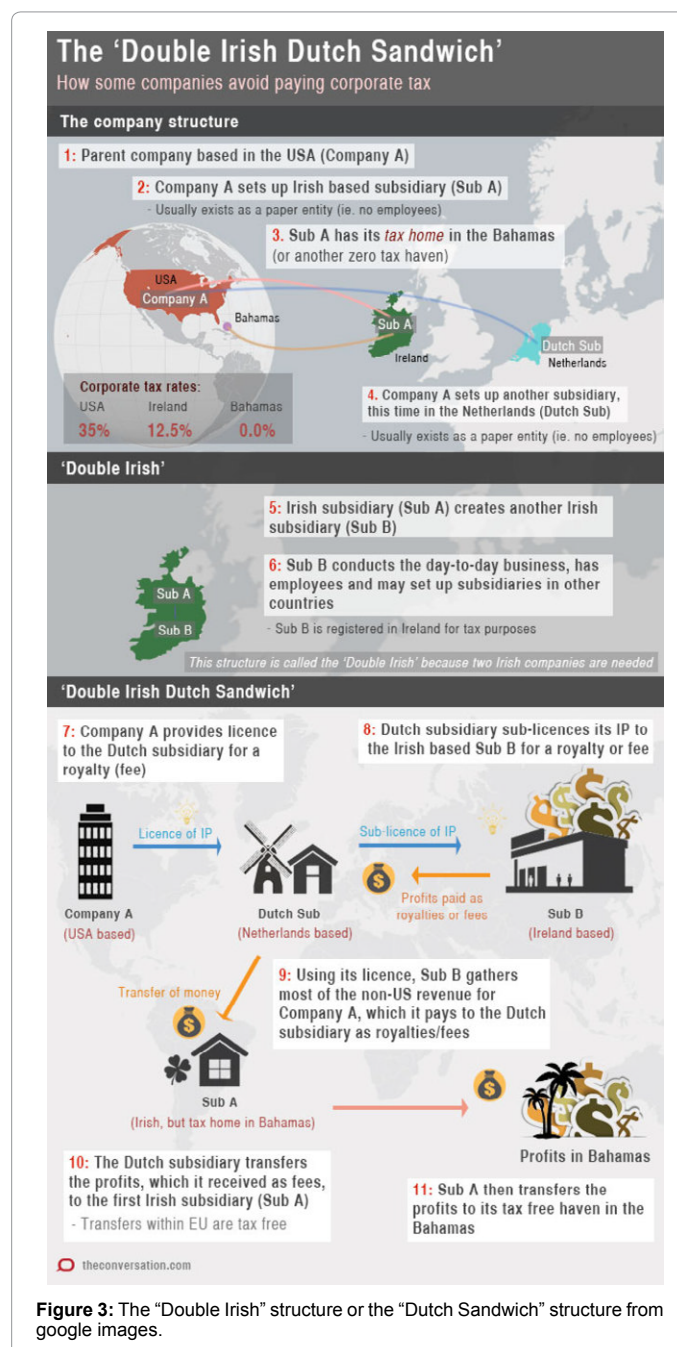 The ‘Double Irish Dutch Sandwich’
How some companies avoid paying corporate tax
The company structure
1: Parent company based in the USA (Company A)
2: Company A sets up Irish based subsidiary (Sub A)
- Usually exists as a paper entity (ie. no employees)
3. Sub A has its tax home in the Bahamas
(or another zero tax haven)
USA
Company A
Bahamas
Sub A
Ireland
Dutch Sub
Netherlands
Corporate tax rates:
USA Ireland Bahamas
35% 12.5% 0.0%
4. Company A sets up another subsidiary,
this time in the Netherlands (Dutch Sub)
- Usually exists as a paper entity (ie. no employees)
‘Double Irish’
5: Irish subsidiary (Sub A) creates another Irish
subsidiary (Sub B)
6: Sub B conducts the day-to-day business, has
employees and may set up subsidiaries in other
countries
- Sub B is registered in Ireland for tax purposes
Sub A
Sub B
This structure is called the ‘Double Irish’ because two Irish companies are needed
‘Double Irish Dutch Sandwich’
7: Company A provides licence
to the Dutch subsidiary for a
royalty (fee)
8: Dutch subsidiary sub-licences its IP to
the Irish based Sub B for a royalty or fee
Licence of IP
Sub-licence of IP
Profits paid as
royalties or fees
Company A
(USA based)
Dutch Sub
(Netherlands based)
Sub B
(Ireland based)
Transfer of money
9: Using its licence, Sub B gathers
most of the non-US revenue for
Company A, which it pays to the Dutch
subsidiary as royalties/fees
Sub A
(Irish, but tax home in Bahamas)
Profits in Bahamas
10: The Dutch subsidiary transfers
the profits, which it received as fees,
to the first Irish subsidiary (Sub A)
- Transfers within EU are tax free
11: Sub A then transfers the
profits to its tax free haven in the
Bahamas
theconversation.com
Figure 3: The “Double Irish” structure or the “Dutch Sandwich” structure from
google images.